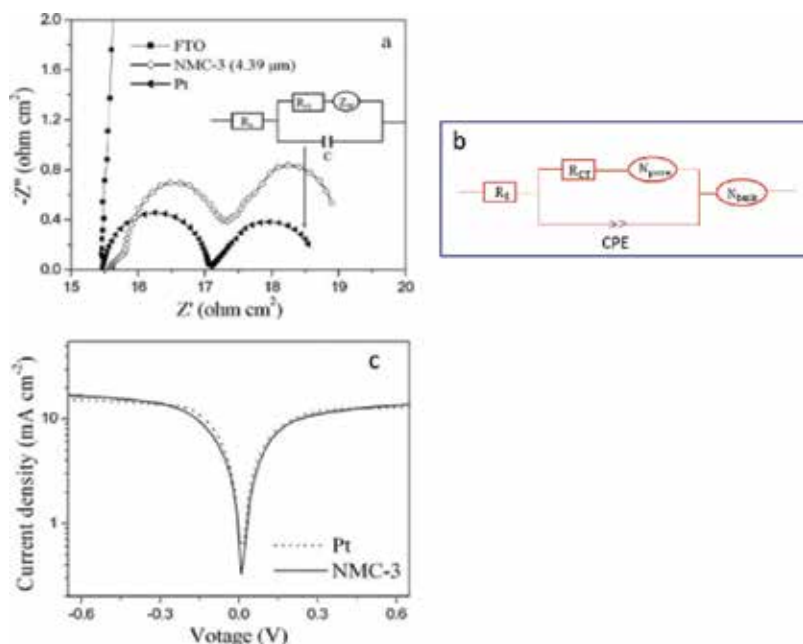 2.0
1.6
1.2
0.8
0.4
0.0
-Z'' (ohm cm²)
a
FTO
NMC-3 (4.39 μm)
Pt
C
15 16 17 18 19 20
Z' (ohm cm²)
b
CPE
c
Current density (mA cm⁻²)
10
1
Pt
NMC-3
-0.6 -0.3 0.0 0.3 0.6
Votage (V)